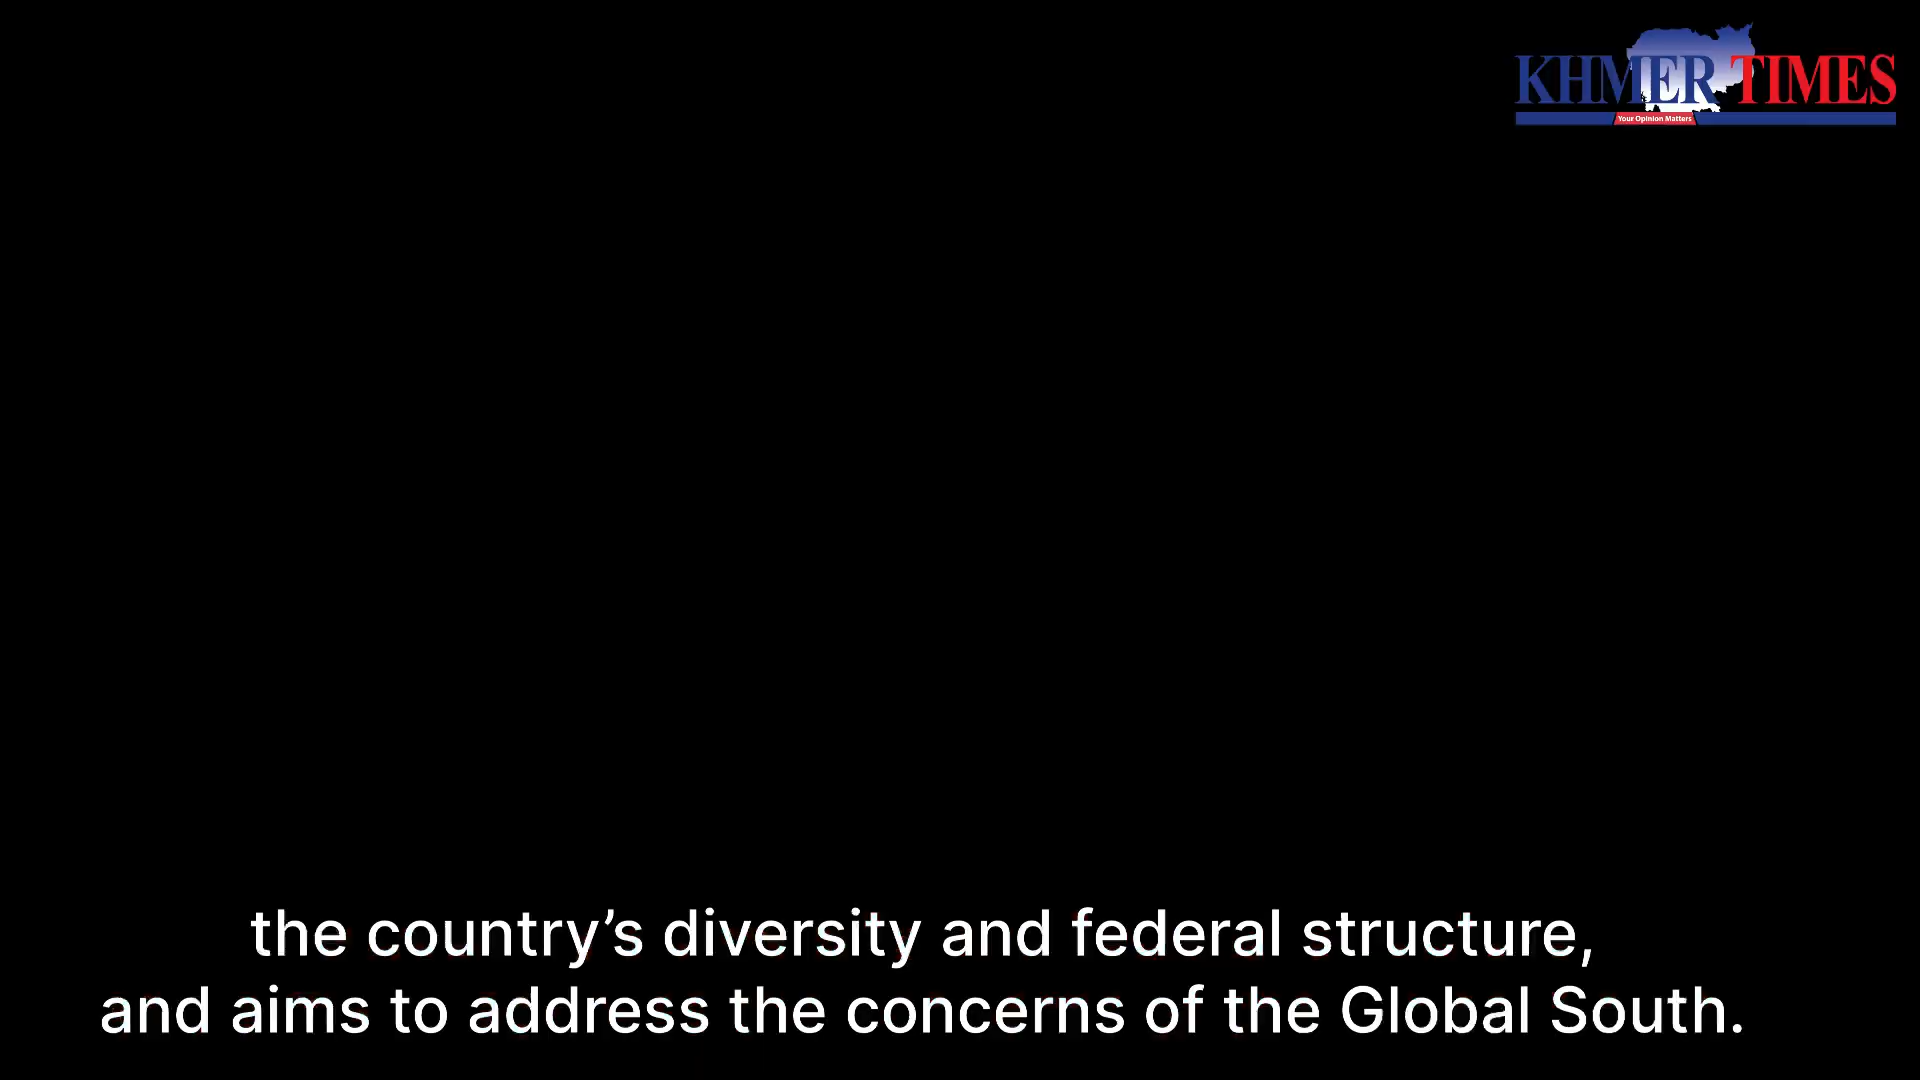 KHMER TIMES
Your Opinion Matters
the country’s diversity and federal structure,
and aims to address the concerns of the Global South.